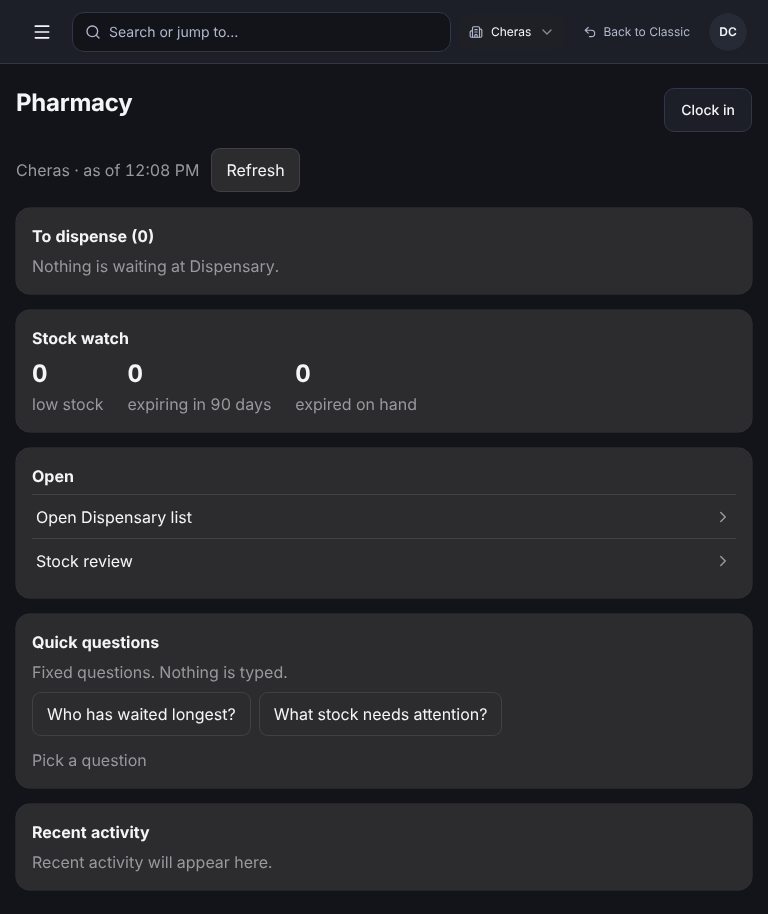 Search or jump to...
Cheras
Back to Classic
DC
Pharmacy
Clock in
Cheras · as of 12:08 PM
Refresh
To dispense (0)
Nothing is waiting at Dispensary.
Stock watch
0 0 0
low stock expiring in 90 days expired on hand
Open
Open Dispensary list
Stock review
Quick questions
Fixed questions. Nothing is typed.
Who has waited longest? What stock needs attention?
Pick a question
Recent activity
Recent activity will appear here.